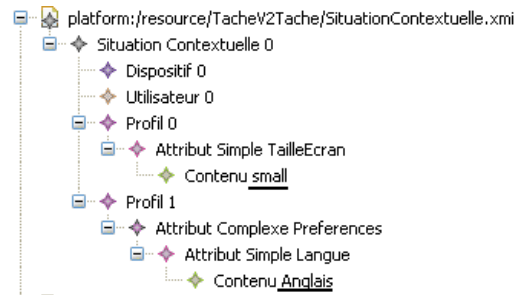 platform:/resource/TacheV2Tache/SituationContextuelle.xmi
Situation Contextuelle 0
Dispositif 0
Utilisateur 0
Profil 0
Attribut Simple TailleEcran
Contenu small
Profil 1
Attribut Complexe Preferences
Attribut Simple Langue
Contenu Anglais